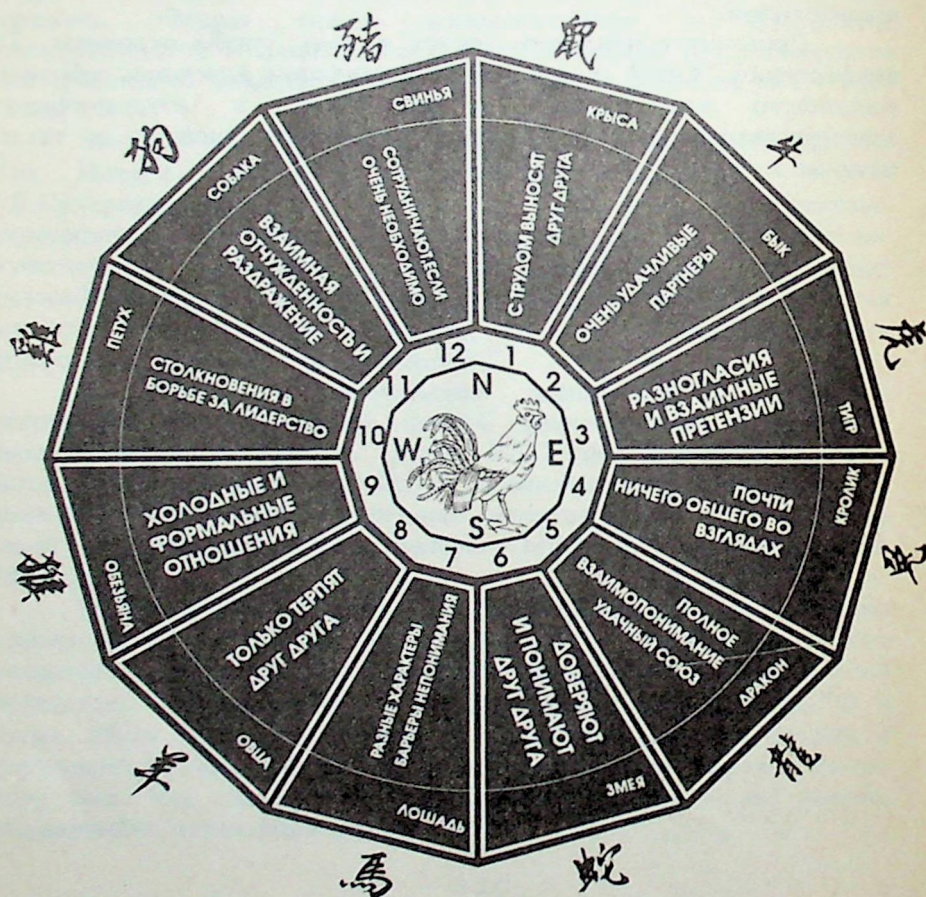 鼠
КРЫСА
С ТРУДОМ ВЫНОСЯТ
ДРУГ ДРУГА
1
牛
БЫК
ОЧЕНЬ УДАЧЛИВЫЕ
ПАРТНЕРЫ
2
虎
ТИГР
РАЗНОГЛАСИЯ
И ВЗАИМНЫЕ
ПРЕТЕНЗИИ
3
兔
КРОЛИК
ПОЧТИ
НИЧЕГО ОБЩЕГО ВО
ВЗГЛЯДАХ
4
龍
ДРАКОН
ПОЛНОЕ
ВЗАИМОПОНИМАНИЕ
УДАЧНЫЙ СОЮЗ
5
蛇
ЗМЕЯ
ДОВЕРЯЮТ
И ПОНИМАЮТ
ДРУГ ДРУГА
6
馬
ЛОШАДЬ
РАЗНЫЕ ХАРАКТЕРЫ
БАРЬЕРЫ НЕПОНИМАНИЯ
7
羊
ОВЦА
ТОЛЬКО ТЕРПЯТ
ДРУГ ДРУГА
8
猴
ОБЕЗЬЯНА
ХОЛОДНЫЕ И
ФОРМАЛЬНЫЕ
ОТНОШЕНИЯ
9
雞
ПЕТУХ
СТОЛКНОВЕНИЯ В
БОРЬБЕ ЗА ЛИДЕРСТВО
10
狗
СОБАКА
ВЗАИМНАЯ
ОТЧУЖДЕННОСТЬ И
РАЗДРАЖЕНИЕ
11
豬
СВИНЬЯ
СОТРУДНИЧАЮТ, ЕСЛИ
ОЧЕНЬ НЕОБХОДИМО
12
N
W
E
S